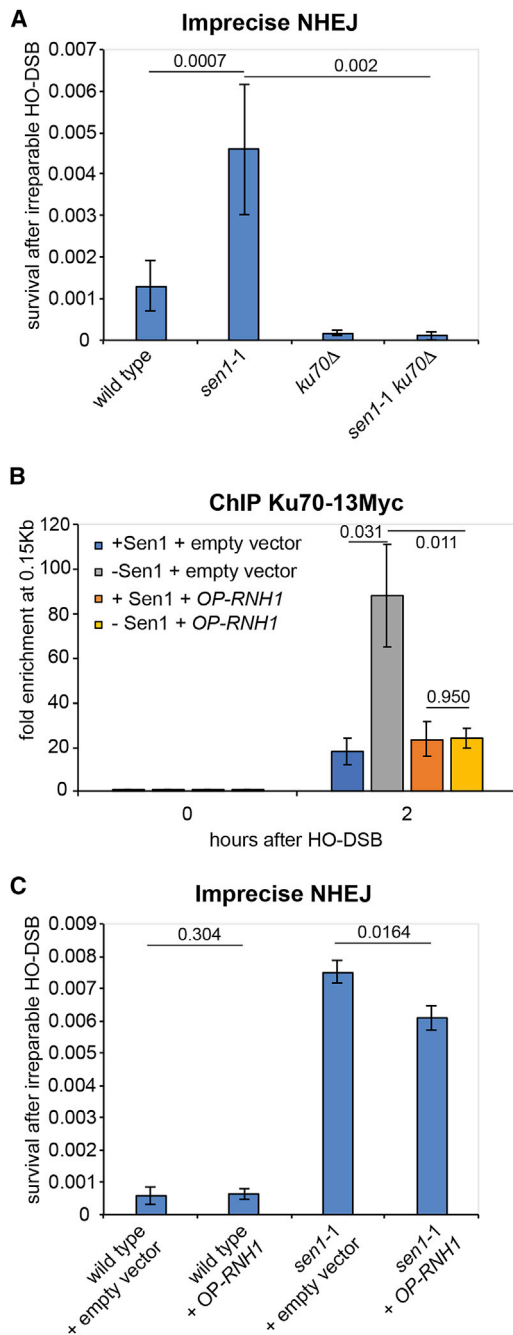 A
Imprecise NHEJ
survival after irreparable HO-DSB
0.007
0.006
0.005
0.004
0.003
0.002
0.001
0
0.0007
0.002
wild type
sen1-1
ku70Δ
sen1-1 ku70Δ
B
ChIP Ku70-13Myc
fold enrichment at 0.15Kb
120
100
80
60
40
20
0
+Sen1 + empty vector
-Sen1 + empty vector
+ Sen1 + OP-RNH1
- Sen1 + OP-RNH1
0.031
0.011
0.950
0
2
hours after HO-DSB
C
Imprecise NHEJ
survival after irreparable HO-DSB
0.009
0.008
0.007
0.006
0.005
0.004
0.003
0.002
0.001
0
0.304
0.0164
wild type
+ empty vector
wild type
+ OP-RNH1
sen1-1
+ empty vector
sen1-1
+ OP-RNH1